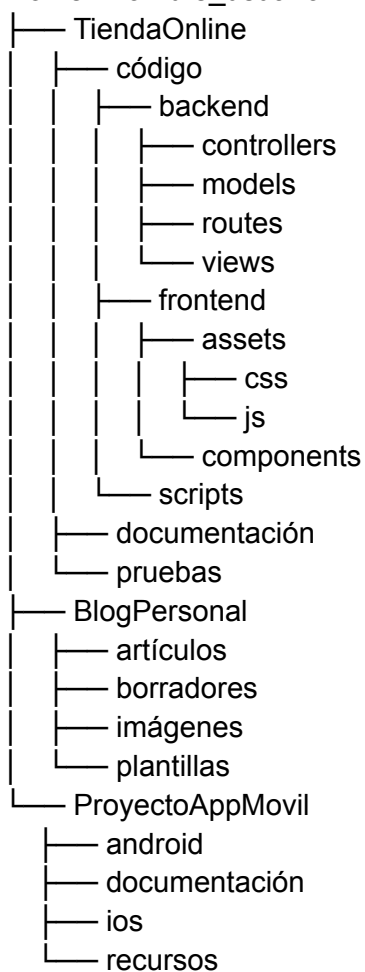 TiendaOnline
código
backend
controllers
models
routes
views
frontend
assets
css
js
components
scripts
documentación
pruebas
BlogPersonal
artículos
borradores
imágenes
plantillas
ProyectoAppMovil
android
documentación
ios
recursos